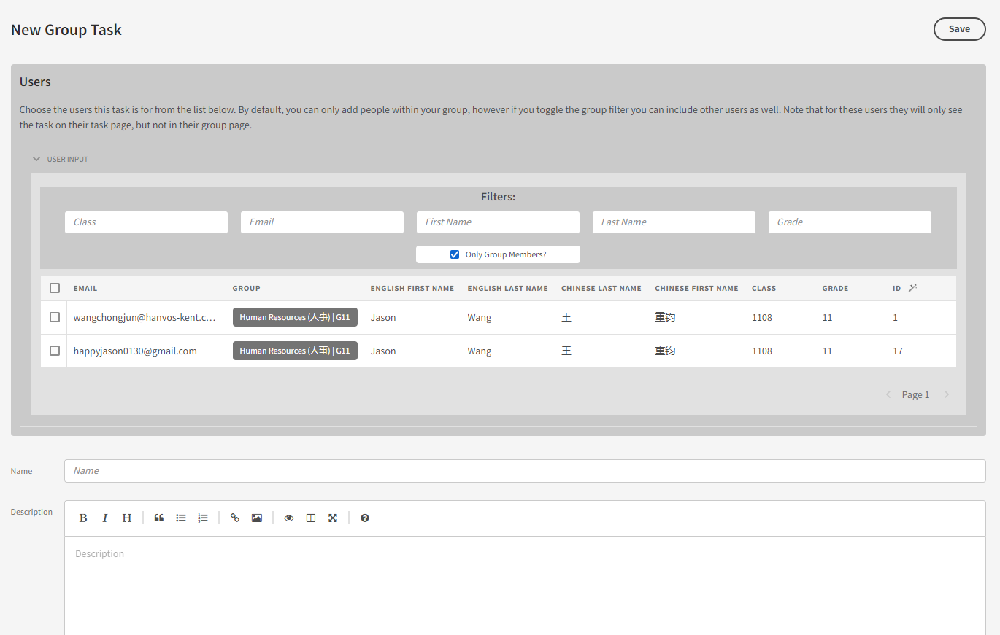 New Group Task
Save
Users
Choose the users this task is for from the list below. By default, you can only add people within your group, however if you toggle the group filter you can include other users as well. Note that for these users they will only see
the task on their task page, but not in their group page.
USER INPUT
Filters:
Class Email First Name Last Name Grade
Only Group Members?
EMAIL GROUP ENGLISH FIRST NAME ENGLISH LAST NAME CHINESE LAST NAME CHINESE FIRST NAME CLASS GRADE ID
wangchongjun@hanvos-kent.c... Human Resources (人事) | G11 Jason Wang 王 重钧 1108 11 1
happyjason0130@gmail.com Human Resources (人事) | G11 Jason Wang 王 重钧 1108 11 17
Page 1
Name Name
Description
B I H
Description